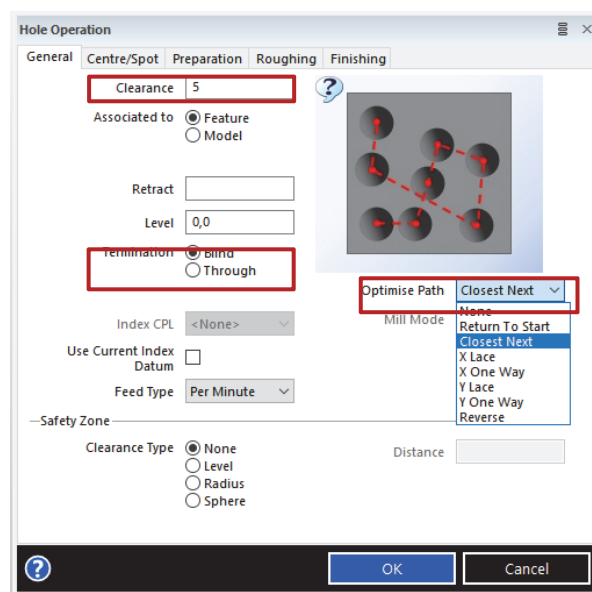 Hole Operation
General Centre/Spot Preparation Roughing Finishing
Clearance 5
Associated to Feature
Model
Retract
Level 0,0
Termination Blind
Through
Optimise Path Closest Next
None
Return To Start
Closest Next
X Lace
X One Way
Y Lace
Y One Way
Reverse
Mill Mode
Index CPL <None>
Use Current Index
Datum
Feed Type Per Minute
Safety Zone
Clearance Type None
Level
Radius
Sphere
Distance
OK Cancel